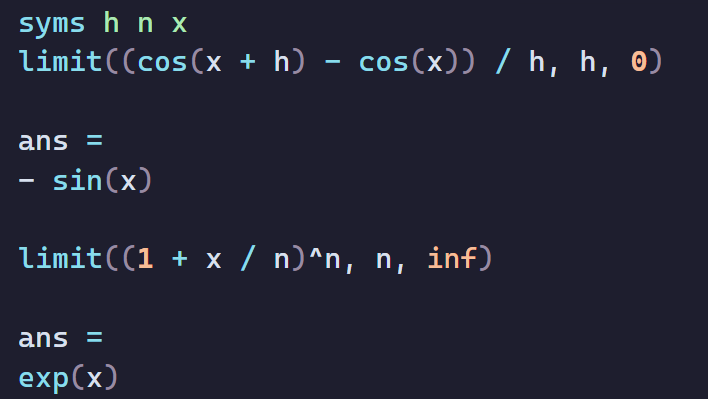 syms h n x
limit((cos(x + h) - cos(x)) / h, h, 0)
ans =
- sin(x)
limit((1 + x / n)^n, n, inf)
ans =
exp(x)